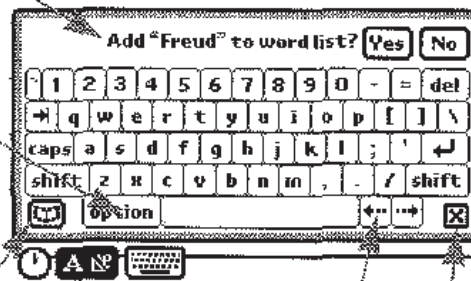 Add “Freud” to word list? Yes No
` 1 2 3 4 5 6 7 8 9 0 - = del
q w e r t y u i o p [ ] \
caps a s d f g h j k l ; '
shift z x c v b n m , . / shift
option
A